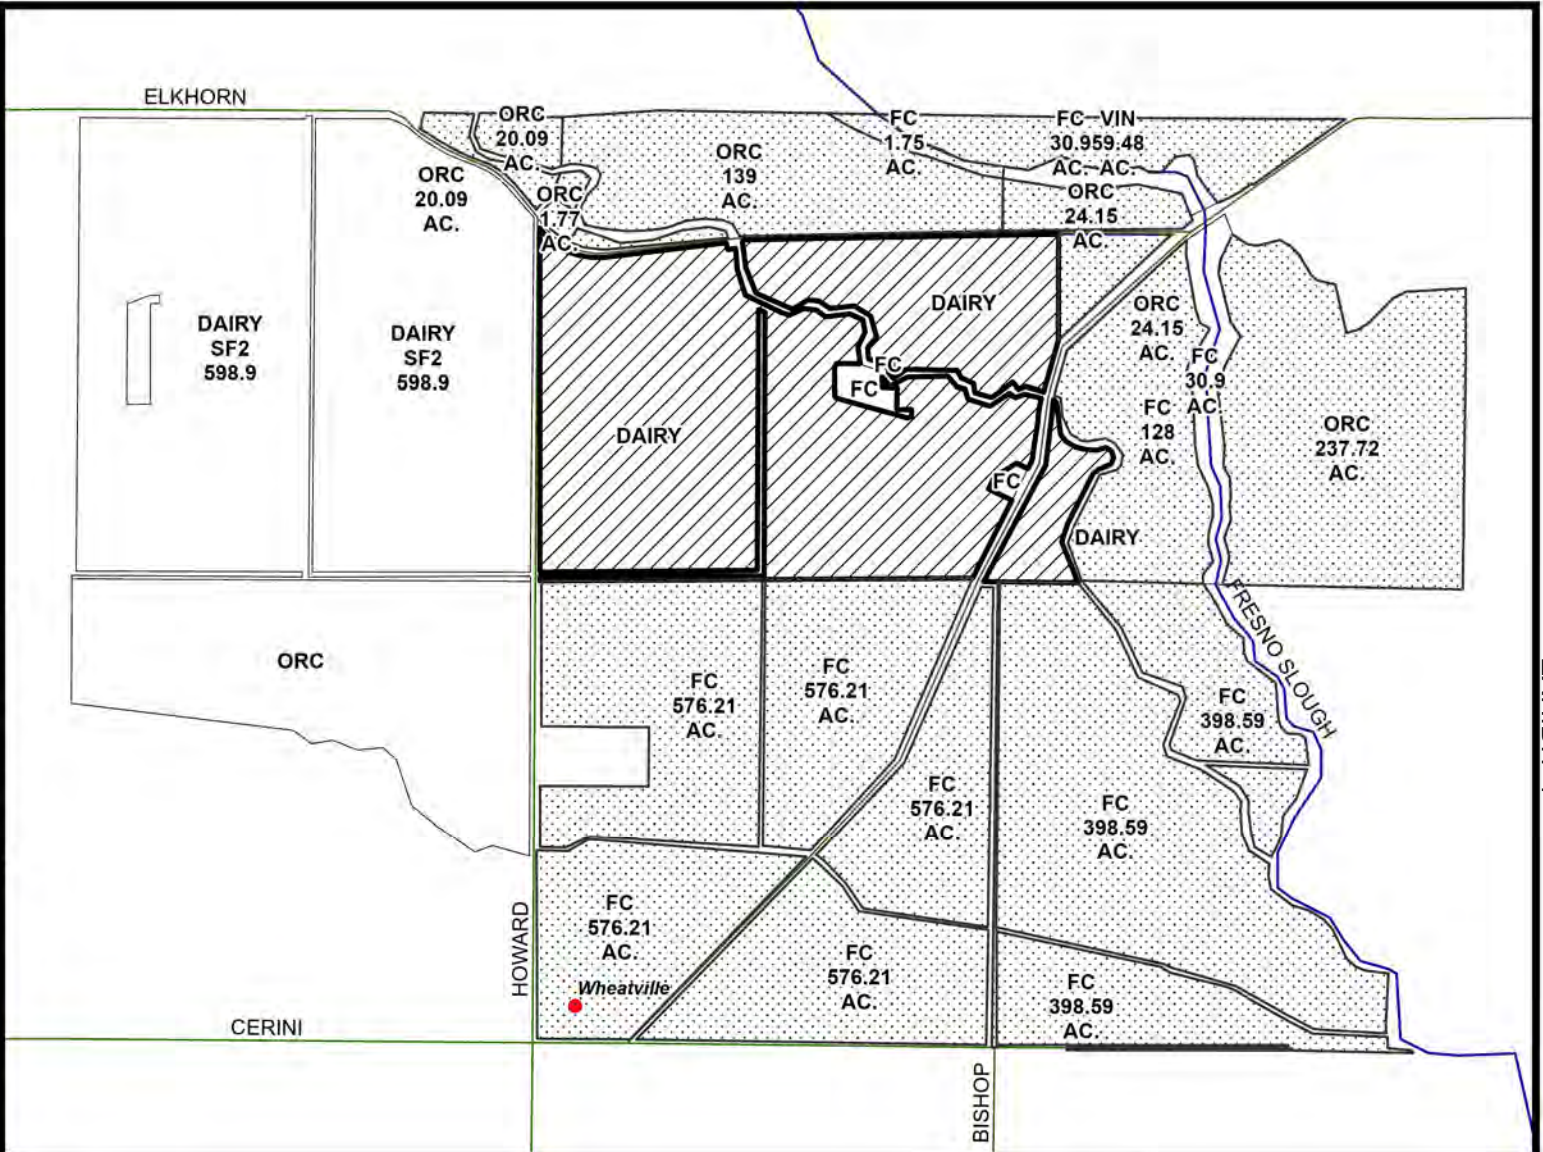 ELKHORN
ORC
20.09
AC.
FC
1.75
AC.
FC VIN
30.959.48
AC. AC.
ORC
139
AC.
ORC
20.09
AC.
ORC
1.77
AC.
ORC
24.15
AC.
DAIRY
SF2
598.9
DAIRY
SF2
598.9
DAIRY
DAIRY
FC
FC
FC
DAIRY
ORC
24.15
AC.
FC
30.9
AC.
FC
128
AC.
ORC
237.72
AC.
ORC
FC
576.21
AC.
FC
576.21
AC.
FC
576.21
AC.
FRESNO SLOUGH
FC
398.59
AC.
FC
398.59
AC.
FC
576.21
AC.
FC
576.21
AC.
FC
398.59
AC.
HOWARD
Wheatville
CERINI
BISHOP